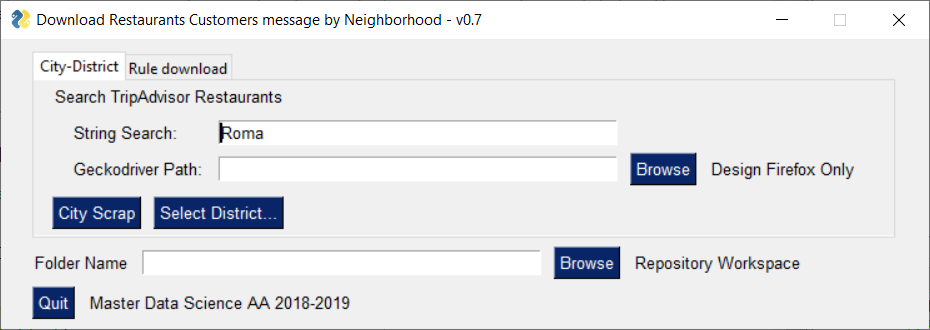 Download Restaurants Customers message by Neighborhood - v0.7
City-District Rule download
Search TripAdvisor Restaurants
String Search: Roma
Geckodriver Path: Browse Design Firefox Only
City Scrap Select District...
Folder Name Browse Repository Workspace
Quit Master Data Science AA 2018-2019